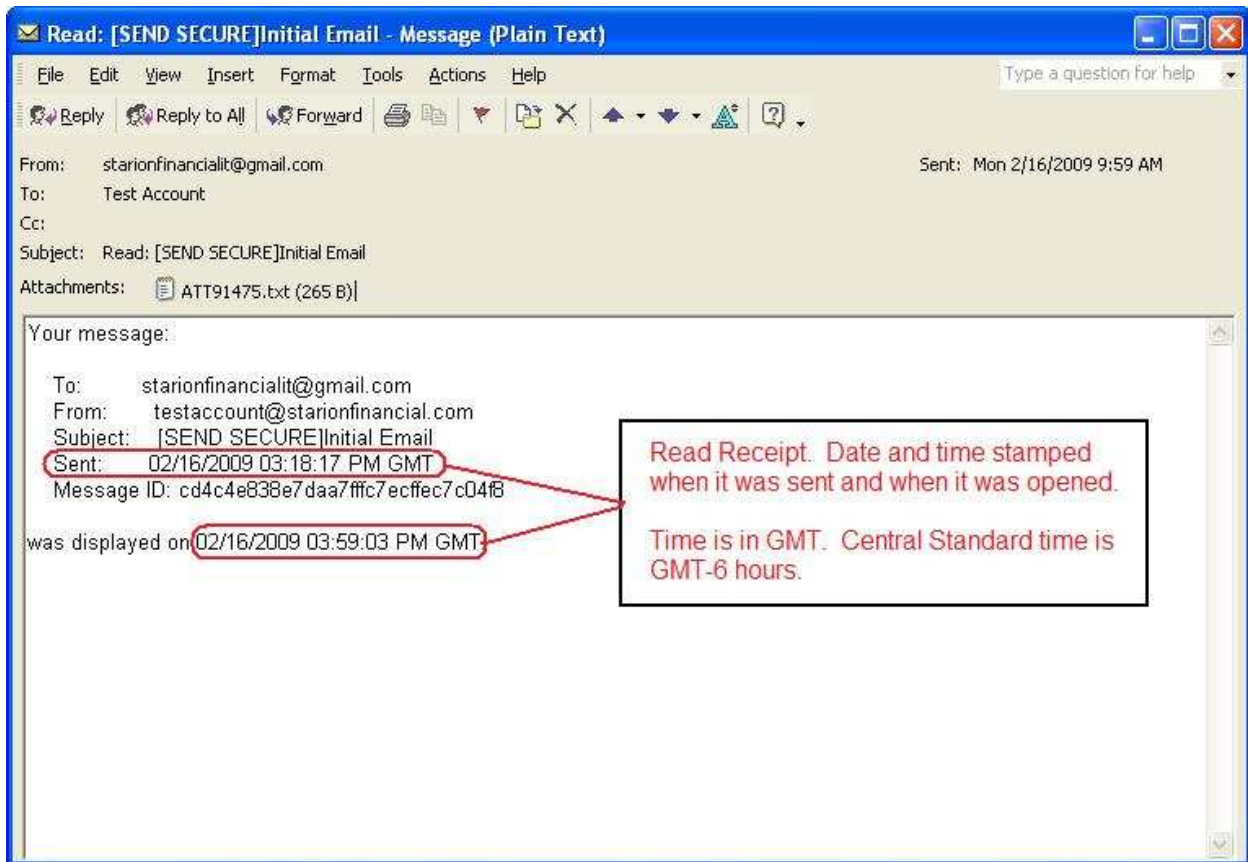 Read: [SEND SECURE]Initial Email - Message (Plain Text)
File Edit View Insert Format Tools Actions Help Type a question for help
Reply Reply to All Forward
From: starionfinancialit@gmail.com Sent: Mon 2/16/2009 9:59 AM
To: Test Account
Cc:
Subject: Read: [SEND SECURE]Initial Email
Attachments: ATT91475.txt (265 B)
Your message:
To: starionfinancialit@gmail.com
From: testaccount@starionfinancial.com
Subject: [SEND SECURE]Initial Email
Sent: 02/16/2009 03:18:17 PM GMT
Message ID: cd4c4e838e7daa7fffc7ecffec7c04f8
was displayed on 02/16/2009 03:59:03 PM GMT
Read Receipt. Date and time stamped
when it was sent and when it was opened.
Time is in GMT. Central Standard time is
GMT-6 hours.